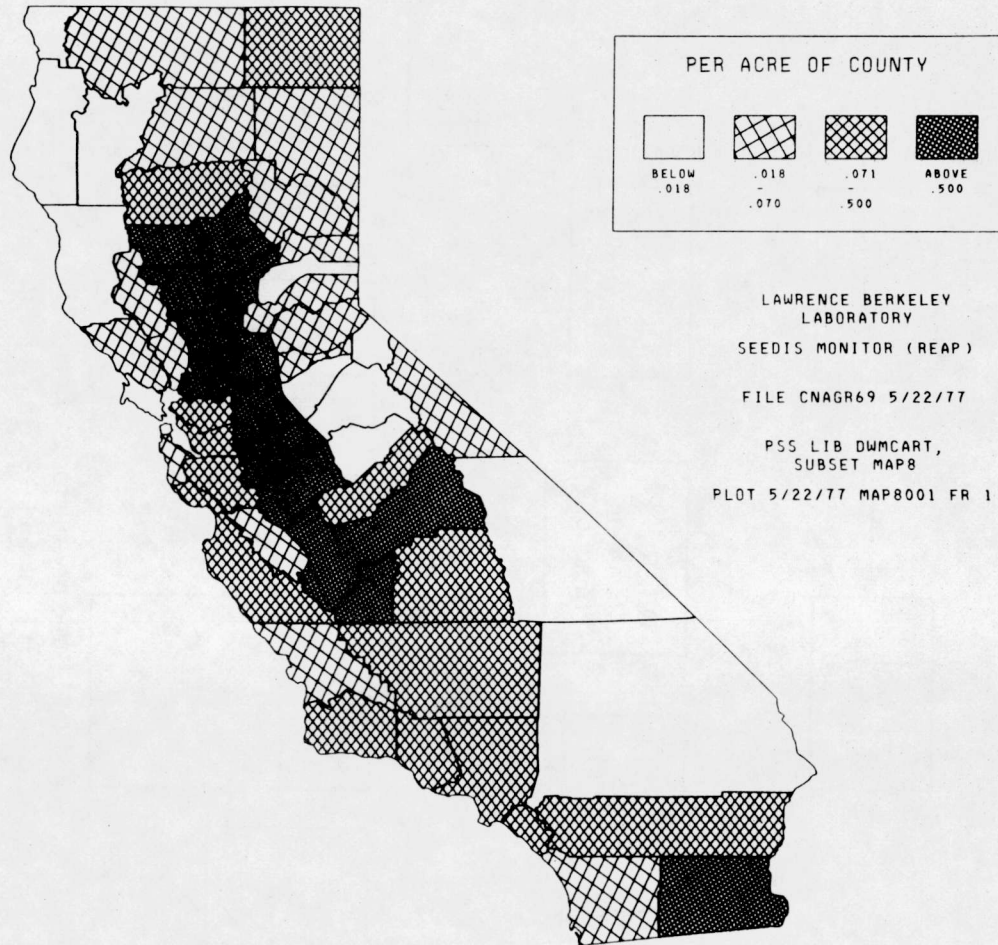 PER ACRE OF COUNTY
BELOW .018 ABOVE
.018 - .071 - .500
.070 .500
LAWRENCE BERKELEY
LABORATORY
SEEDIS MONITOR (REAP)
FILE CNAGR69 5/22/77
PSS LIB DWMCART,
SUBSET MAP8
PLOT 5/22/77 MAP8001 FR 1